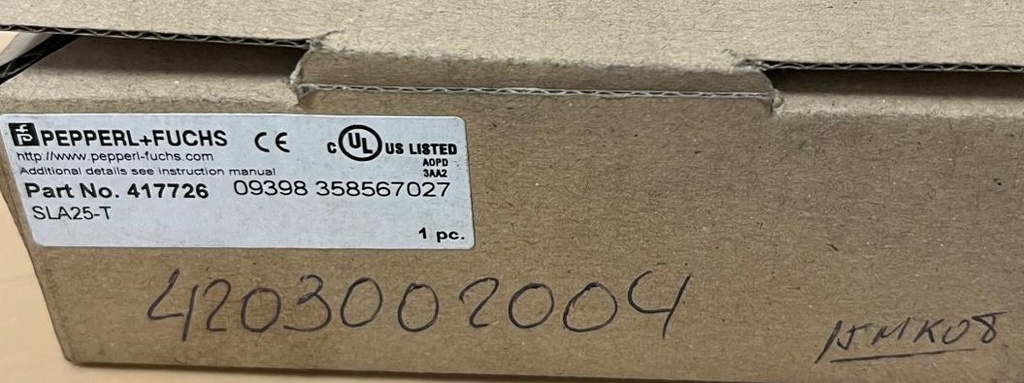 PEPPERL+FUCHS CE C UL US LISTED
http://www.pepperl-fuchs.com
AOPD
Additional details see instruction manual
3AA2
Part No. 417726 09398 358567027
SLA25-T
1 pc.
4203002004